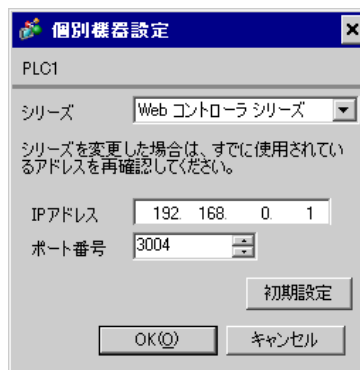 個別機器設定
PLC1
シリーズ Web コントローラ シリーズ
シリーズを変更した場合は、すでに使用されてい
るアドレスを再確認してください。
IPアドレス 192. 168. 0. 1
ポート番号 3004
初期設定
OK(O) キャンセル